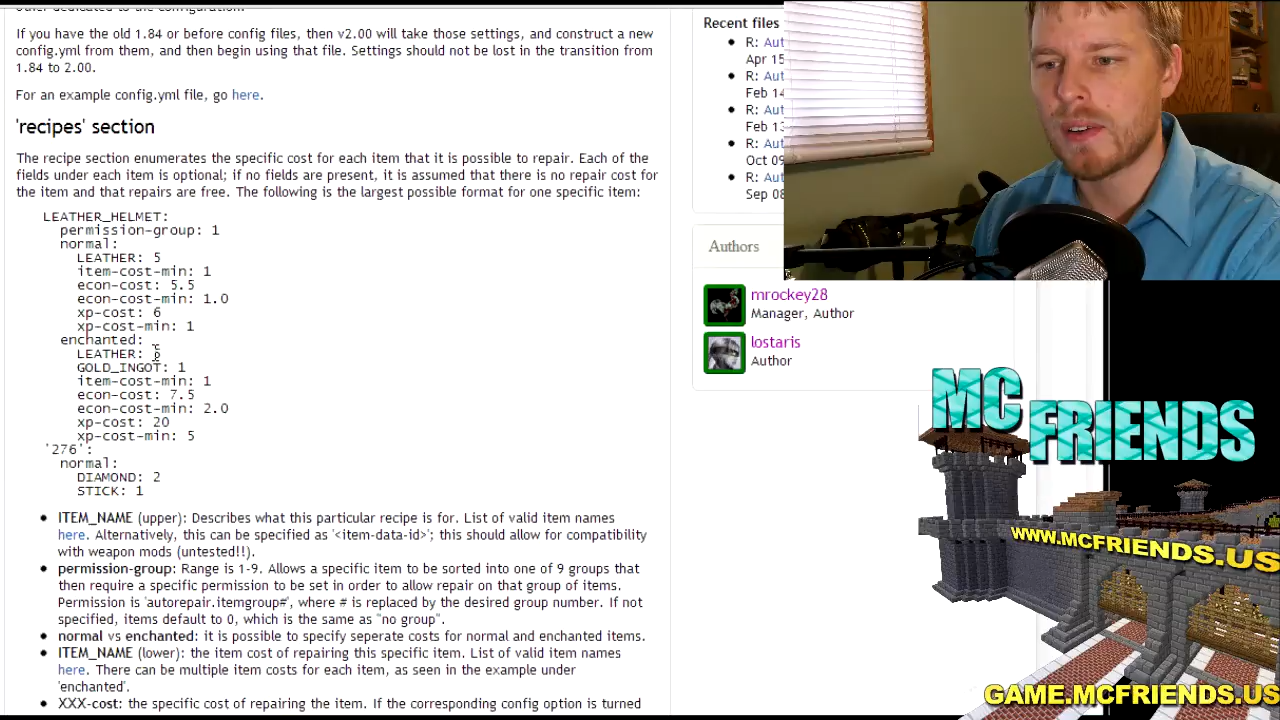 If you have the old 1.84 or before config files, then v2.00 will take those settings, and construct a new
config.yml from them, and then begin using that file. Settings should not be lost in the transition from
1.84 to 2.00.
For an example config.yml file, go here.
'recipes' section
The recipe section enumerates the specific cost for each item that it is possible to repair. Each of the
fields under each item is optional; if no fields are present, it is assumed that there is no repair cost for
the item and that repairs are free. The following is the largest possible format for one specific item:
LEATHER_HELMET:
permission-group: 1
normal:
LEATHER: 5
item-cost-min: 1
econ-cost: 5.5
econ-cost-min: 1.0
xp-cost: 6
xp-cost-min: 1
enchanted:
LEATHER:
GOLD_INGOT: 1
item-cost-min: 1
econ-cost: 7.5
econ-cost-min: 2.0
xp-cost: 20
xp-cost-min: 5
'276':
normal:
DIAMOND: 2
STICK: 1
ITEM_NAME (upper): Describes what this particular recipe is for. List of valid item names
here. Alternatively, this can be specified as '<item-data-id>'; this should allow for compatibility
with weapon mods (untested!!).
permission-group: Range is 1-9, Allows a specific item to be sorted into one of 9 groups that
then require a specific permission to be set in order to allow repair on that group of items.
Permission is 'autorepair.itemgroup#', where # is replaced by the desired group number. If not
specified, items default to 0, which is the same as "no group".
normal vs enchanted: it is possible to specify seperate costs for normal and enchanted items.
ITEM_NAME (lower): the item cost of repairing this specific item. List of valid item names
here. There can be multiple item costs for each item, as seen in the example under
'enchanted'.
XXX-cost: the specific cost of repairing the item. If the corresponding config option is turned
Recent files
R: Aut
Apr 15
R: Aut
Feb 14
R: Aut
Feb 13
R: Aut
Oct 09
R: Aut
Sep 08
Authors
mrockey28
Manager, Author
lostaris
Author
MC
FRIENDS
WWW.MCFRIENDS.US
GAME.MCFRIENDS.US